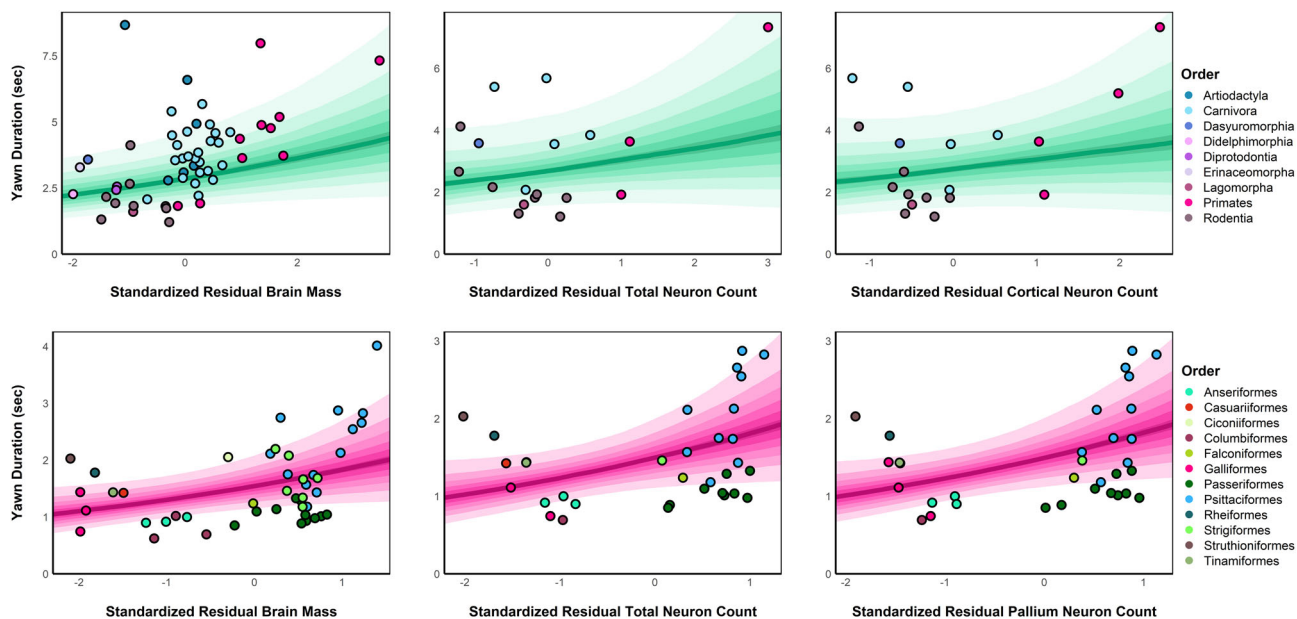 Yawn Duration (sec)
7.5
5
2.5
0
-2
0
2
Standardized Residual Brain Mass
6
4
2
0
-1
0
1
2
3
Standardized Residual Total Neuron Count
6
4
2
0
-1
0
1
2
Standardized Residual Cortical Neuron Count
Order
Artiodactyla
Carnivora
Dasyuromorphia
Didelphimorphia
Diprotodontia
Erinaceomorpha
Lagomorpha
Primates
Rodentia
Yawn Duration (sec)
4
3
2
1
0
-2
-1
0
1
Standardized Residual Brain Mass
3
2
1
0
-2
-1
0
1
Standardized Residual Total Neuron Count
3
2
1
0
-2
-1
0
1
Standardized Residual Pallium Neuron Count
Order
Anseriformes
Casuariiformes
Ciconiiformes
Columbiformes
Falconiformes
Galliformes
Passeriformes
Psittaciformes
Rheiformes
Strigiformes
Struthioniformes
Tinamiformes